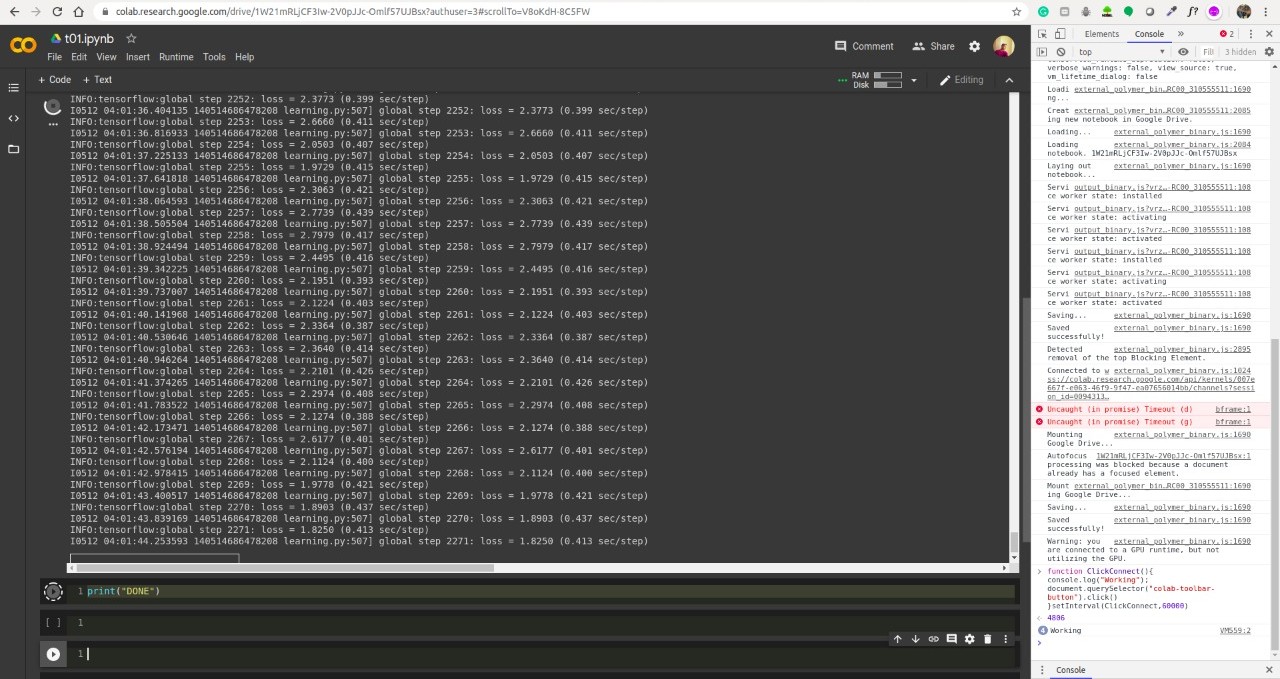 colab.research.google.com/drive/1W21mRLjCF3Iw-2V0pJJc-Omlf57UJBsx?authuser=3#scrollTo=V8oKdH-8C5FW
t01.ipynb
File Edit View Insert Runtime Tools Help
Comment Share
+ Code + Text
RAM
Disk
Editing
INFO:tensorflow:global step 2252: loss = 2.3773 (0.399 sec/step)
I0512 04:01:36.404135 140514686478208 learning.py:507] global step 2252: loss = 2.3773 (0.399 sec/step)
INFO:tensorflow:global step 2253: loss = 2.6660 (0.411 sec/step)
I0512 04:01:36.816933 140514686478208 learning.py:507] global step 2253: loss = 2.6660 (0.411 sec/step)
INFO:tensorflow:global step 2254: loss = 2.0503 (0.407 sec/step)
I0512 04:01:37.225133 140514686478208 learning.py:507] global step 2254: loss = 2.0503 (0.407 sec/step)
INFO:tensorflow:global step 2255: loss = 1.9729 (0.415 sec/step)
I0512 04:01:37.641818 140514686478208 learning.py:507] global step 2255: loss = 1.9729 (0.415 sec/step)
INFO:tensorflow:global step 2256: loss = 2.3063 (0.421 sec/step)
I0512 04:01:38.064593 140514686478208 learning.py:507] global step 2256: loss = 2.3063 (0.421 sec/step)
INFO:tensorflow:global step 2257: loss = 2.7739 (0.439 sec/step)
I0512 04:01:38.505504 140514686478208 learning.py:507] global step 2257: loss = 2.7739 (0.439 sec/step)
INFO:tensorflow:global step 2258: loss = 2.7979 (0.417 sec/step)
I0512 04:01:38.924494 140514686478208 learning.py:507] global step 2258: loss = 2.7979 (0.417 sec/step)
INFO:tensorflow:global step 2259: loss = 2.4495 (0.416 sec/step)
I0512 04:01:39.342225 140514686478208 learning.py:507] global step 2259: loss = 2.4495 (0.416 sec/step)
INFO:tensorflow:global step 2260: loss = 2.1951 (0.393 sec/step)
I0512 04:01:39.737007 140514686478208 learning.py:507] global step 2260: loss = 2.1951 (0.393 sec/step)
INFO:tensorflow:global step 2261: loss = 2.1224 (0.403 sec/step)
I0512 04:01:40.141968 140514686478208 learning.py:507] global step 2261: loss = 2.1224 (0.403 sec/step)
INFO:tensorflow:global step 2262: loss = 2.3364 (0.387 sec/step)
I0512 04:01:40.530646 140514686478208 learning.py:507] global step 2262: loss = 2.3364 (0.387 sec/step)
INFO:tensorflow:global step 2263: loss = 2.3640 (0.414 sec/step)
I0512 04:01:40.946264 140514686478208 learning.py:507] global step 2263: loss = 2.3640 (0.414 sec/step)
INFO:tensorflow:global step 2264: loss = 2.2101 (0.426 sec/step)
I0512 04:01:41.374265 140514686478208 learning.py:507] global step 2264: loss = 2.2101 (0.426 sec/step)
INFO:tensorflow:global step 2265: loss = 2.2974 (0.408 sec/step)
I0512 04:01:41.783522 140514686478208 learning.py:507] global step 2265: loss = 2.2974 (0.408 sec/step)
INFO:tensorflow:global step 2266: loss = 2.1274 (0.388 sec/step)
I0512 04:01:42.173471 140514686478208 learning.py:507] global step 2266: loss = 2.1274 (0.388 sec/step)
INFO:tensorflow:global step 2267: loss = 2.6177 (0.401 sec/step)
I0512 04:01:42.576194 140514686478208 learning.py:507] global step 2267: loss = 2.6177 (0.401 sec/step)
INFO:tensorflow:global step 2268: loss = 2.1124 (0.400 sec/step)
I0512 04:01:42.978415 140514686478208 learning.py:507] global step 2268: loss = 2.1124 (0.400 sec/step)
INFO:tensorflow:global step 2269: loss = 1.9778 (0.421 sec/step)
I0512 04:01:43.400517 140514686478208 learning.py:507] global step 2269: loss = 1.9778 (0.421 sec/step)
INFO:tensorflow:global step 2270: loss = 1.8903 (0.437 sec/step)
I0512 04:01:43.839169 140514686478208 learning.py:507] global step 2270: loss = 1.8903 (0.437 sec/step)
INFO:tensorflow:global step 2271: loss = 1.8250 (0.413 sec/step)
I0512 04:01:44.253593 140514686478208 learning.py:507] global step 2271: loss = 1.8250 (0.413 sec/step)
1 print("DONE")
[ ] 1
1
Elements Console » 2
top Fill 3 hidden
verbose_warnings: false, view_source: true,
vm_lifetime_dialog: false
Loadi external_polymer_bin…RC00_310555511:1690
ng...
Creat external_polymer_bin…RC00_310555511:2085
ing new notebook in Google Drive.
Loading... external_polymer_binary.js:1690
Loading external_polymer_binary.js:2084
notebook. 1W21mRLjCF3Iw-2V0pJJc-Omlf57UJBsx
Laying out external_polymer_binary.js:1690
notebook...
Servi output_binary.js?vrz…-RC00_310555511:108
ce worker state: installed
Servi output_binary.js?vrz…-RC00_310555511:108
ce worker state: activating
Servi output_binary.js?vrz…-RC00_310555511:108
ce worker state: activated
Servi output_binary.js?vrz…-RC00_310555511:108
ce worker state: installed
Servi output_binary.js?vrz…-RC00_310555511:108
ce worker state: activating
Servi output_binary.js?vrz…-RC00_310555511:108
ce worker state: activated
Saving... external_polymer_binary.js:1690
Saved external_polymer_binary.js:1690
successfully!
Detected external_polymer_binary.js:2895
removal of the top Blocking Element.
Connected to w external_polymer_binary.js:1024
ss://colab.research.google.com/api/kernels/007e
667f-e063-46f9-9f47-ea07656014bb/channels?sessi
on_id=0094313…
Uncaught (in promise) Timeout (d) bframe:1
Uncaught (in promise) Timeout (g) bframe:1
Mounting external_polymer_binary.js:1690
Google Drive...
Autofocus 1W21mRLjCF3Iw-2V0pJJc-Omlf57UJBsx:1
processing was blocked because a document
already has a focused element.
Mount external_polymer_bin…RC00_310555511:1690
ing Google Drive...
Saving... external_polymer_binary.js:1690
Saved external_polymer_binary.js:1690
successfully!
Warning: you external_polymer_binary.js:1690
are connected to a GPU runtime, but not
utilizing the GPU.
function ClickConnect(){
console.log("Working");
document.querySelector("colab-toolbar-
button").click()
}setInterval(ClickConnect,60000)
4806
4 Working VM559:2
Console